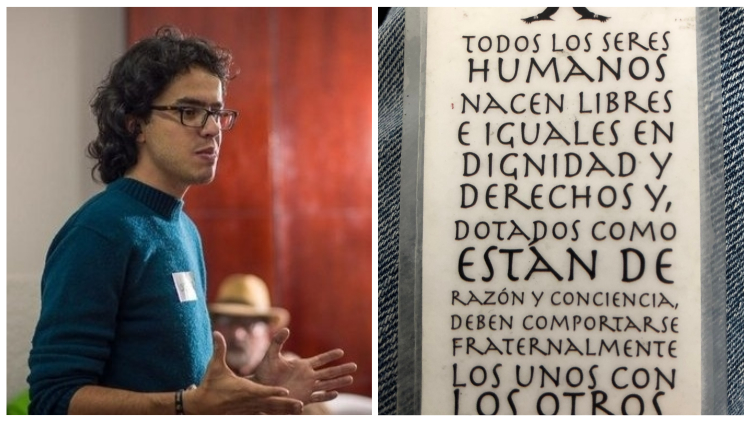 TODOS LOS SERES
HUMANOS
NACEN LIBRES
E IGUALES EN
DIGNIDAD Y
DERECHOS Y,
DOTADOS COMO
ESTÁN DE
RAZÓN Y CONCIENCIA,
DEBEN COMPORTARSE
FRATERNALMENTE
LOS UNOS CON
LOS OTROS